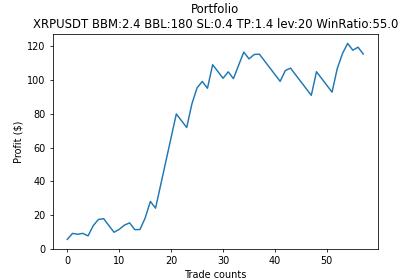 Portfolio
XRPUSDT BBM:2.4 BBL:180 SL:0.4 TP:1.4 lev:20 WinRatio:55.0
120
100
80
60
40
20
0
Profit ($)
0 10 20 30 40 50
Trade counts